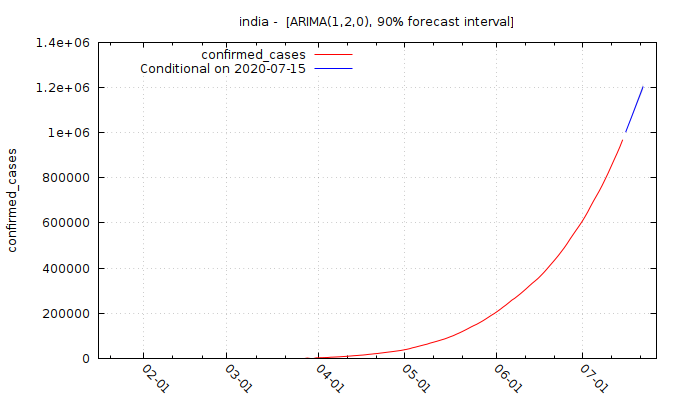 india -  [ARIMA(1,2,0), 90% forecast interval]
1.4e+06
1.2e+06
1e+06
800000
600000
400000
200000
0
confirmed_cases
confirmed_cases
Conditional on 2020-07-15
02-01
03-01
04-01
05-01
06-01
07-01